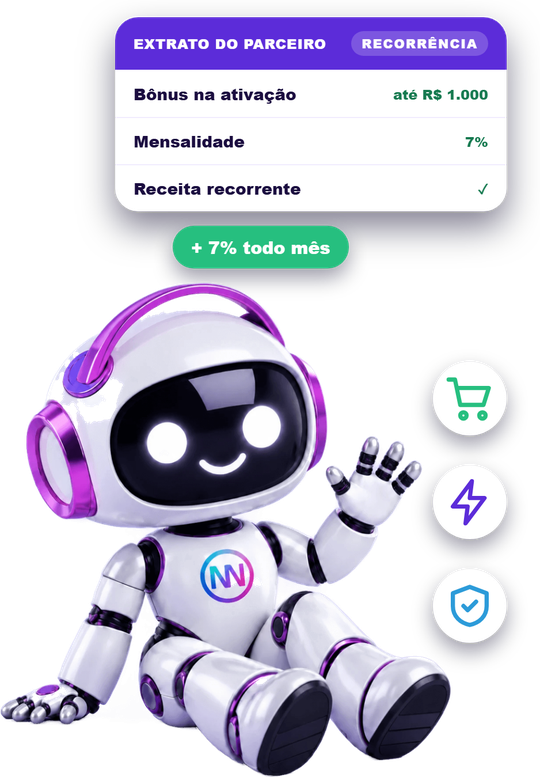 EXTRATO DO PARCEIRO RECORRÊNCIA
Bônus na ativação até R$ 1.000
Mensalidade 7%
Receita recorrente ✓
+ 7% todo mês